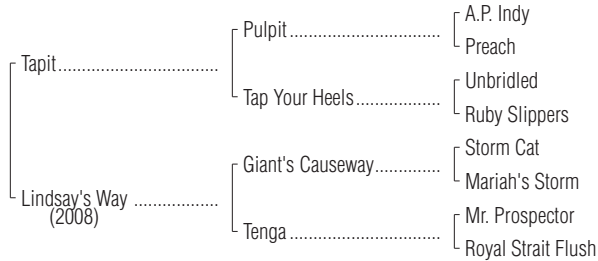 A.P. Indy
Pulpit
Preach
Tapit
Unbridled
Tap Your Heels
Ruby Slippers
Storm Cat
Giant's Causeway
Mariah's Storm
Lindsay's Way
(2008)
Mr. Prospector
Tenga
Royal Strait Flush